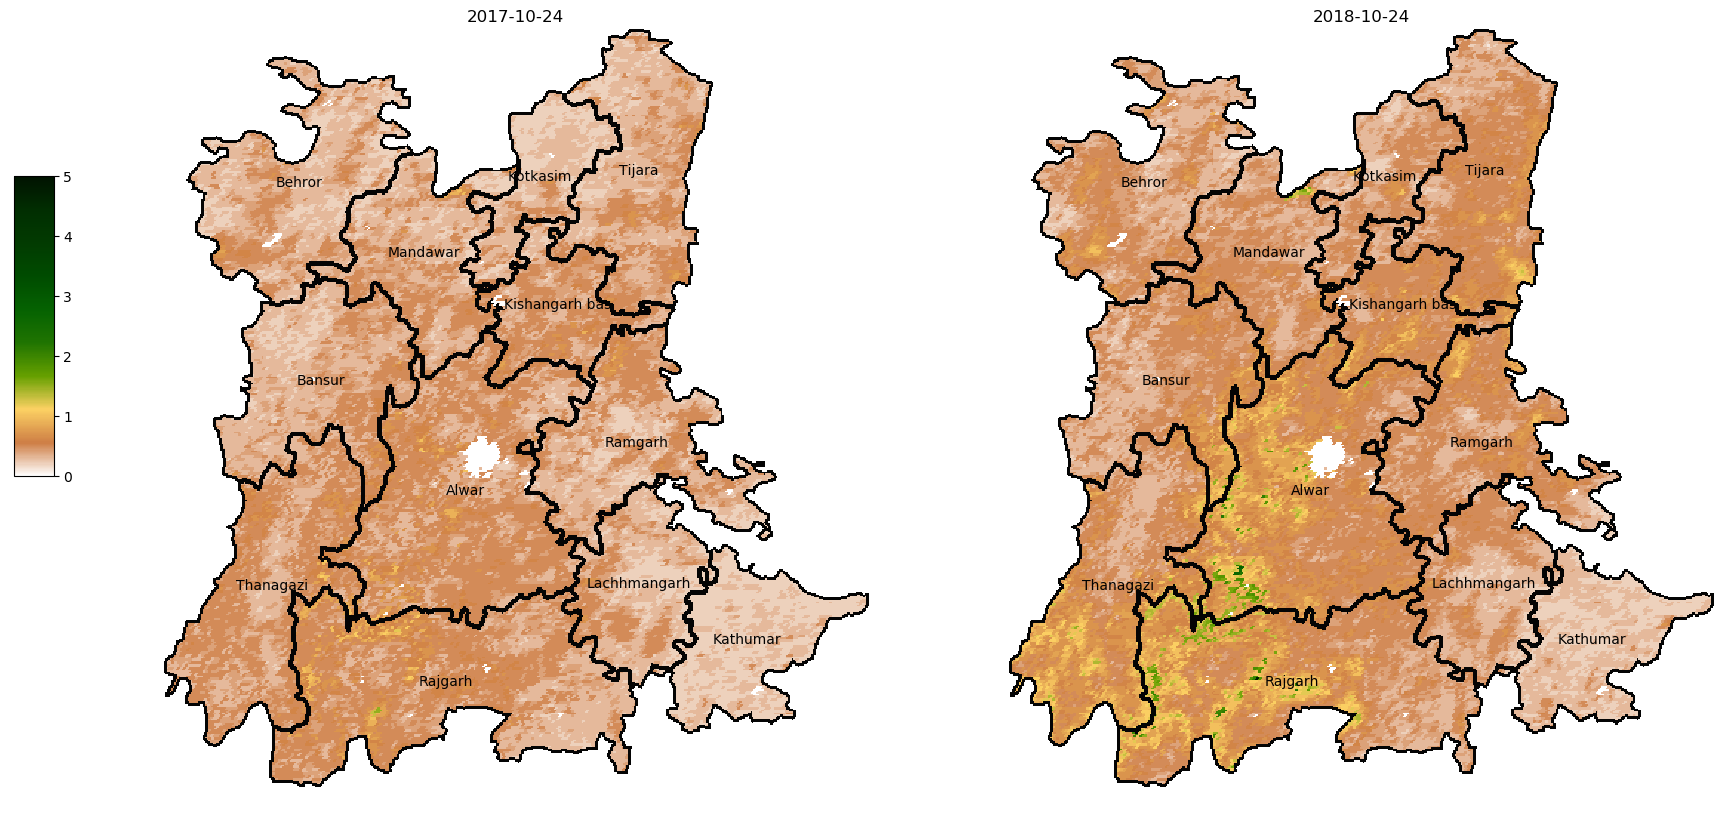 2017-10-24
2018-10-24
5
4
3
2
1
0
Behror
Kotkasim
Tijara
Mandawar
Kishangarh bas
Bansur
Ramgarh
Alwar
Thanagazi
Lachhmangarh
Kathumar
Rajgarh
Behror
Kotkasim
Tijara
Mandawar
Kishangarh bas
Bansur
Ramgarh
Alwar
Thanagazi
Lachhmangarh
Kathumar
Rajgarh